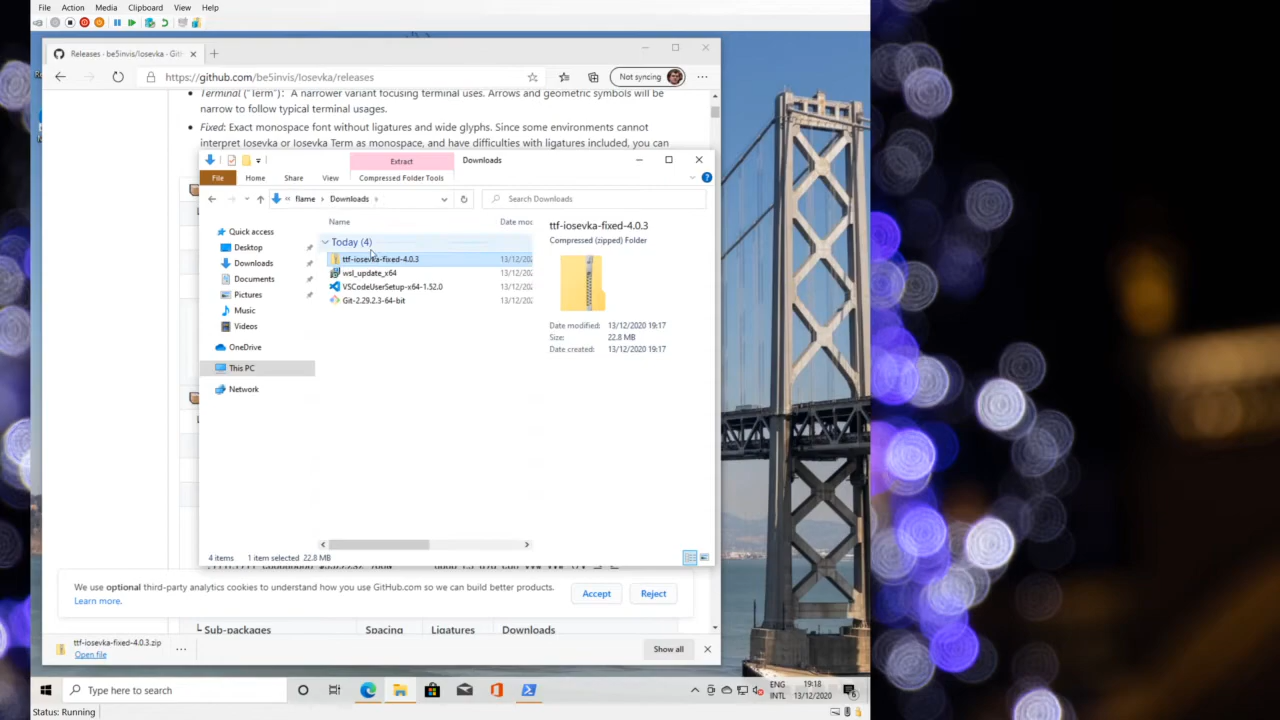 File Action Media Clipboard View Help
Releases · be5invis/Iosevka · Git
https://github.com/be5invis/Iosevka/releases
Not syncing
Terminal ("Term"): A narrower variant focusing terminal uses. Arrows and geometric symbols will be
narrow to follow typical terminal usages.
Fixed: Exact monospace font without ligatures and wide glyphs. Since some environments cannot
interpret Iosevka or Iosevka Term as monospace, and have difficulties with ligatures included, you can
Extract Downloads
File Home Share View Compressed Folder Tools
flame Downloads
Search Downloads
Name Date mod
Today (4)
ttf-iosevka-fixed-4.0.3 13/12/202
wsl_update_x64 13/12/202
VSCodeUserSetup-x64-1.52.0 13/12/202
Git-2.29.2.3-64-bit 13/12/202
Quick access
Desktop
Downloads
Documents
Pictures
Music
Videos
OneDrive
This PC
Network
ttf-iosevka-fixed-4.0.3
Compressed (zipped) Folder
Date modified: 13/12/2020 19:17
Size: 22.8 MB
Date created: 13/12/2020 19:17
4 items 1 item selected 22.8 MB
We use optional third-party analytics cookies to understand how you use GitHub.com so we can build better products.
Learn more.
Accept Reject
Sub-packages Spacing Ligatures Downloads
ttf-iosevka-fixed-4.0.3.zip
Open file
Show all
Type here to search
ENG
INTL
19:18
13/12/2020
6
Status: Running